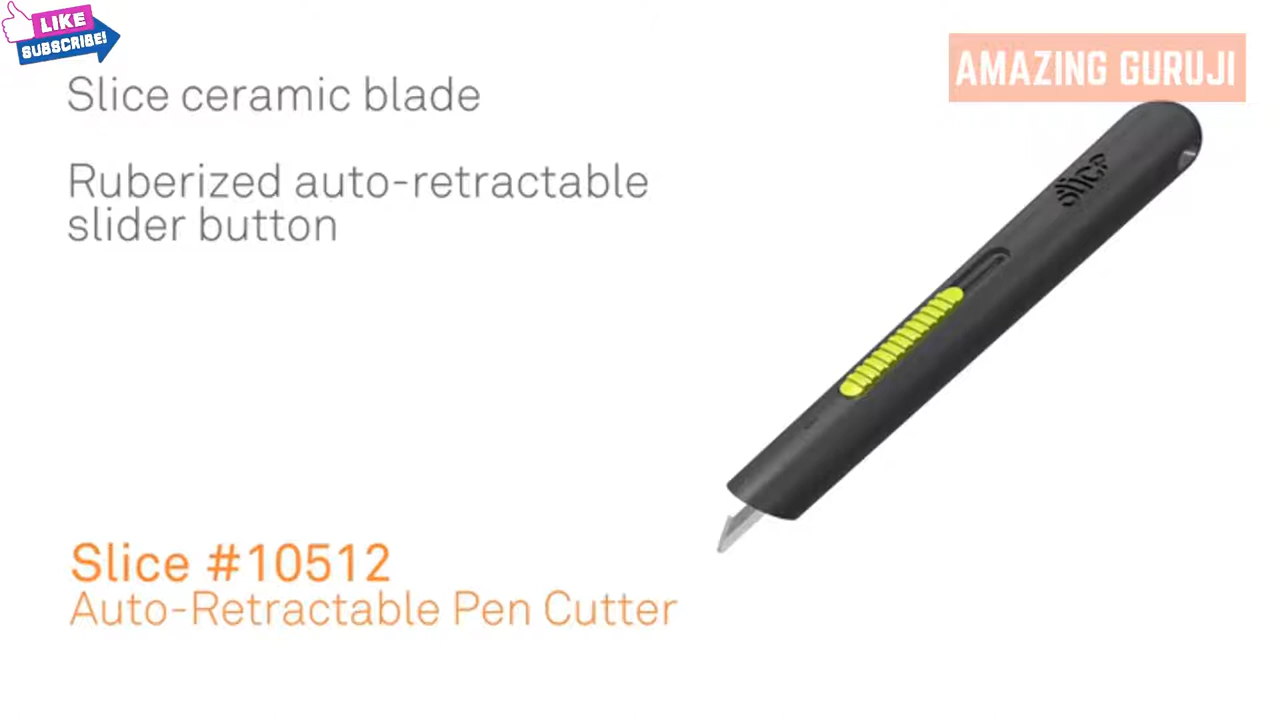 LIKE
SUBSCRIBE!
AMAZING GURUJI
Slice ceramic blade
Ruberized auto-retractable
slider button
slice
Slice #10512
Auto-Retractable Pen Cutter